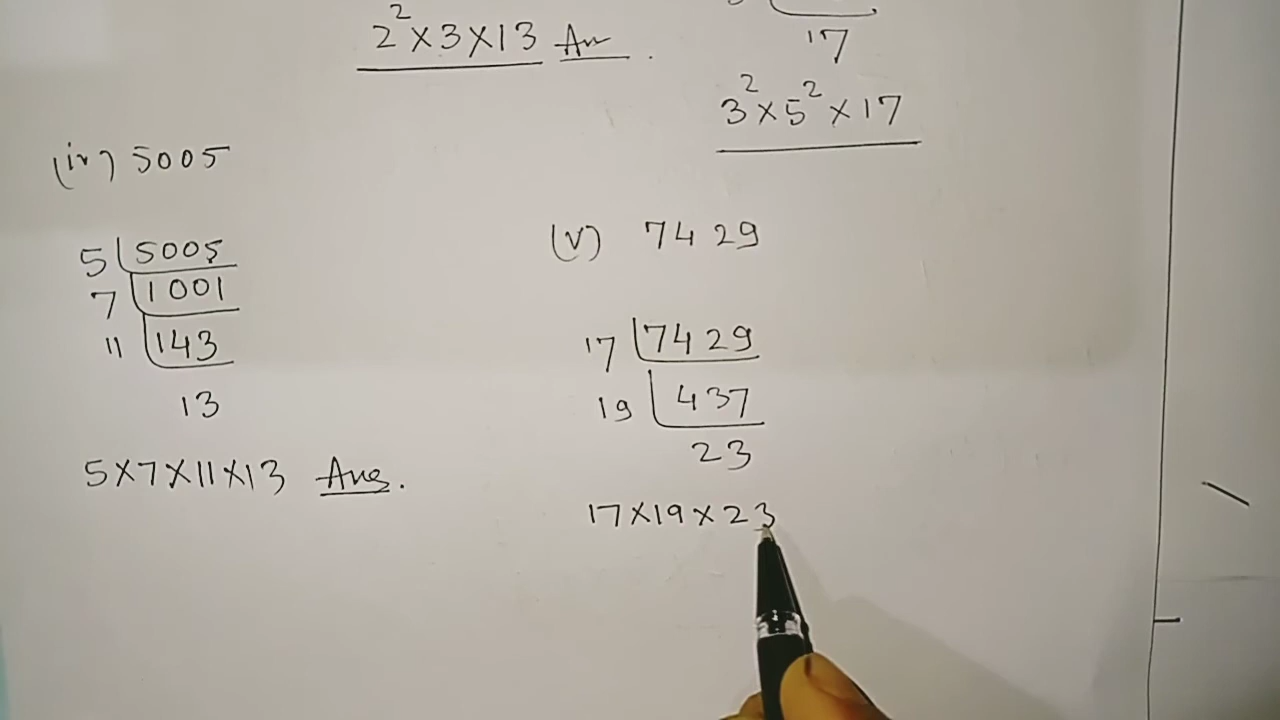 2² × 3 × 13 Ans.
17
3² × 5² × 17
(iv) 5005
5 | 5005
7 | 1001
11 | 143
13
5 × 7 × 11 × 13 Ans.
(v) 7429
17 | 7429
19 | 437
23
17 × 19 × 23